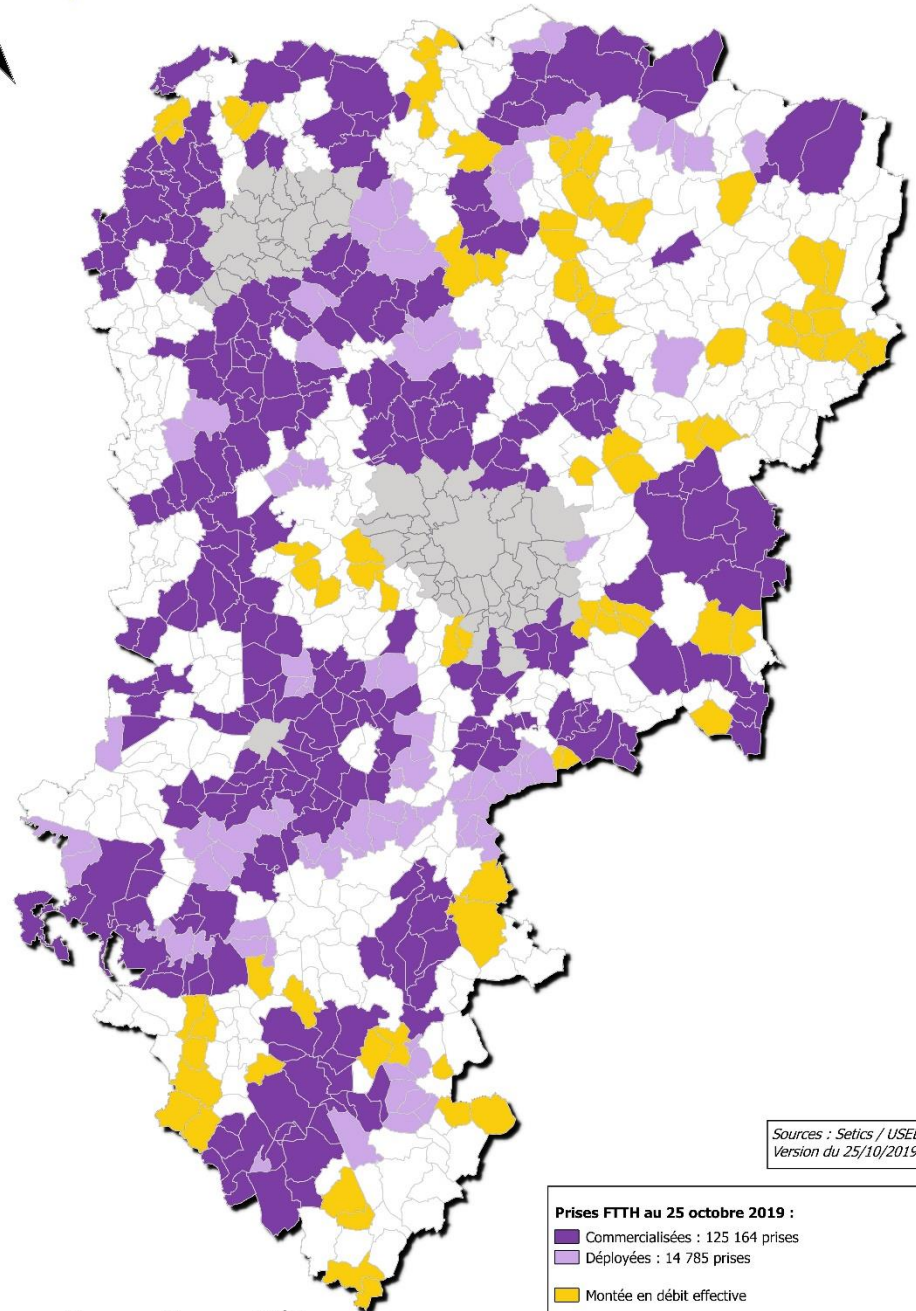 Sources : Setics / USE
Version du 25/10/2019
Prises FTTH au 25 octobre 2019 :
Commercialisées : 125 164 prises
Déployées : 14 785 prises
Montée en débit effective